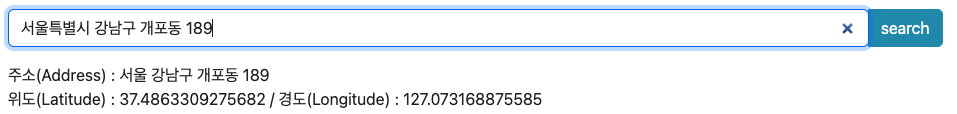 서울특별시 강남구 개포동 189 × search
주소(Address) : 서울 강남구 개포동 189
위도(Latitude) : 37.4863309275682 / 경도(Longitude) : 127.073168875585